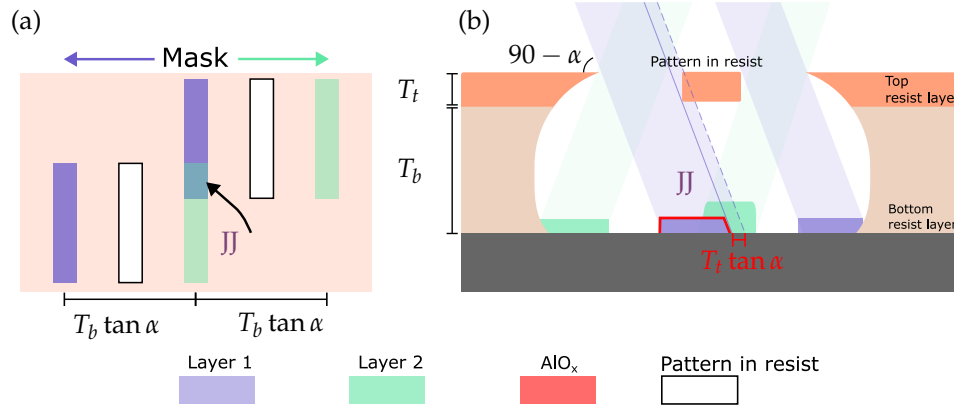 (a)
Mask
JJ
T_b tan α
T_b tan α
(b)
90 − α
Pattern in resist
T_t
Top
resist layer
T_b
JJ
Bottom
resist layer
T_t tan α
Layer 1
Layer 2
AlOₓ
Pattern in resist